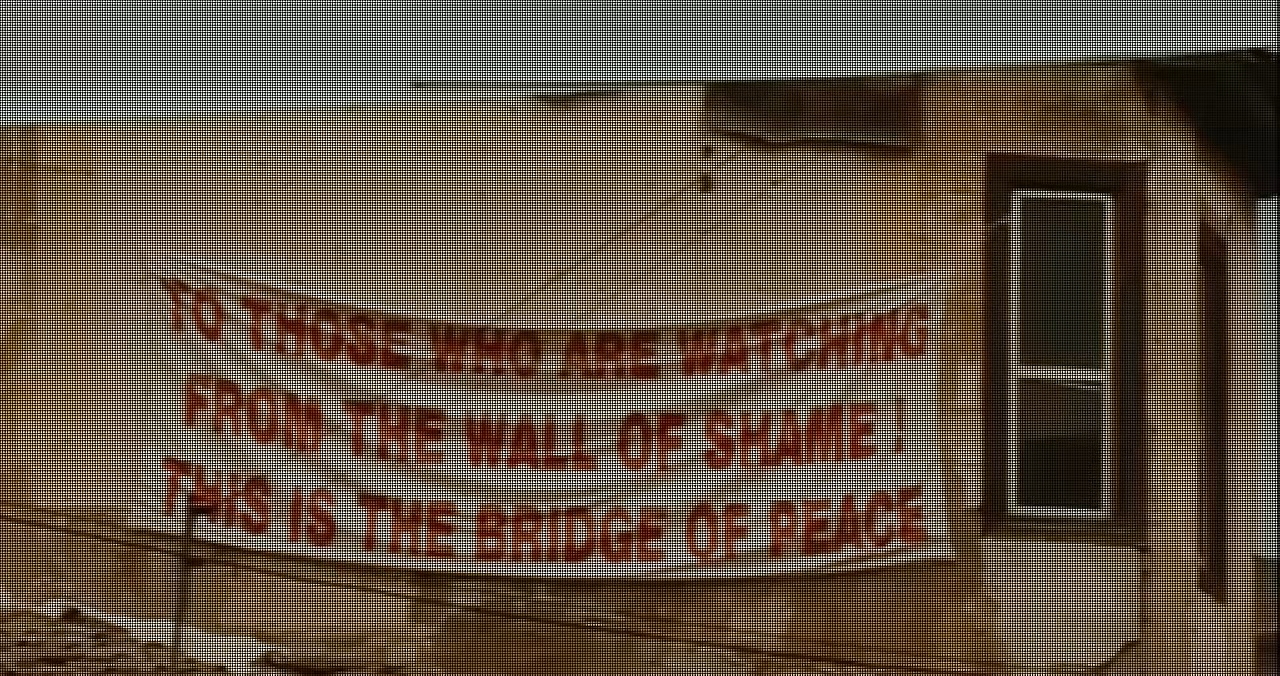 TO THOSE WHO ARE WATCHING
FROM THE WALL OF SHAME!
THIS IS THE BRIDGE OF PEACE